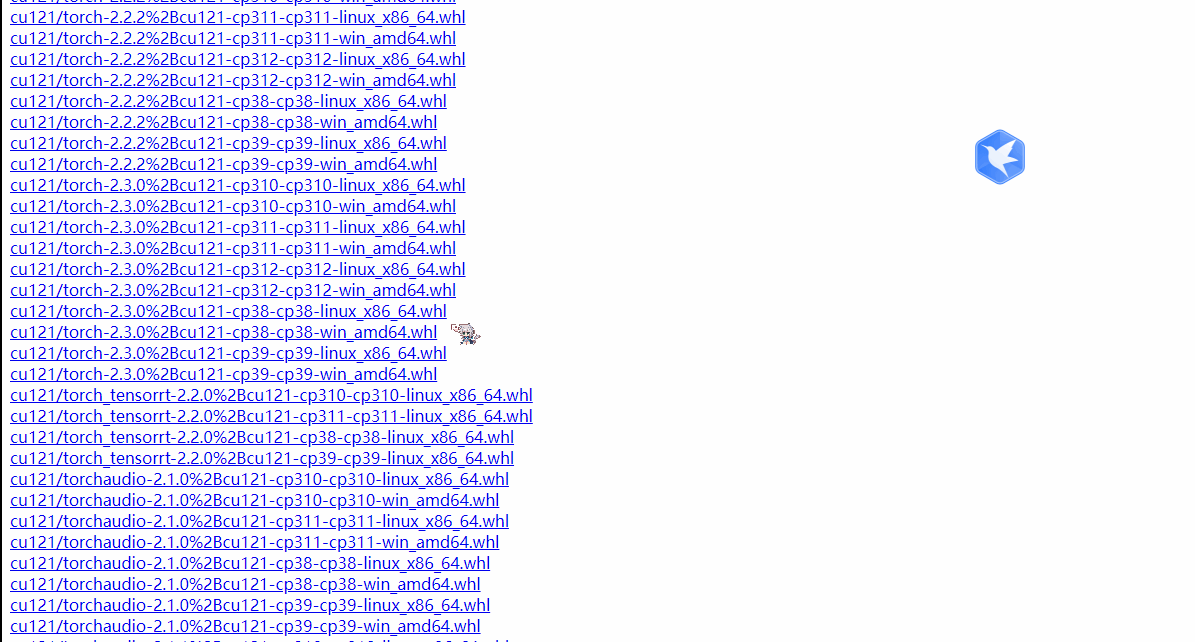 cu121/torch-2.2.2%2Bcu121-cp310-cp310-win_amd64.whl
cu121/torch-2.2.2%2Bcu121-cp311-cp311-linux_x86_64.whl
cu121/torch-2.2.2%2Bcu121-cp311-cp311-win_amd64.whl
cu121/torch-2.2.2%2Bcu121-cp312-cp312-linux_x86_64.whl
cu121/torch-2.2.2%2Bcu121-cp312-cp312-win_amd64.whl
cu121/torch-2.2.2%2Bcu121-cp38-cp38-linux_x86_64.whl
cu121/torch-2.2.2%2Bcu121-cp38-cp38-win_amd64.whl
cu121/torch-2.2.2%2Bcu121-cp39-cp39-linux_x86_64.whl
cu121/torch-2.2.2%2Bcu121-cp39-cp39-win_amd64.whl
cu121/torch-2.3.0%2Bcu121-cp310-cp310-linux_x86_64.whl
cu121/torch-2.3.0%2Bcu121-cp310-cp310-win_amd64.whl
cu121/torch-2.3.0%2Bcu121-cp311-cp311-linux_x86_64.whl
cu121/torch-2.3.0%2Bcu121-cp311-cp311-win_amd64.whl
cu121/torch-2.3.0%2Bcu121-cp312-cp312-linux_x86_64.whl
cu121/torch-2.3.0%2Bcu121-cp312-cp312-win_amd64.whl
cu121/torch-2.3.0%2Bcu121-cp38-cp38-linux_x86_64.whl
cu121/torch-2.3.0%2Bcu121-cp38-cp38-win_amd64.whl
cu121/torch-2.3.0%2Bcu121-cp39-cp39-linux_x86_64.whl
cu121/torch-2.3.0%2Bcu121-cp39-cp39-win_amd64.whl
cu121/torch_tensorrt-2.2.0%2Bcu121-cp310-cp310-linux_x86_64.whl
cu121/torch_tensorrt-2.2.0%2Bcu121-cp311-cp311-linux_x86_64.whl
cu121/torch_tensorrt-2.2.0%2Bcu121-cp38-cp38-linux_x86_64.whl
cu121/torch_tensorrt-2.2.0%2Bcu121-cp39-cp39-linux_x86_64.whl
cu121/torchaudio-2.1.0%2Bcu121-cp310-cp310-linux_x86_64.whl
cu121/torchaudio-2.1.0%2Bcu121-cp310-cp310-win_amd64.whl
cu121/torchaudio-2.1.0%2Bcu121-cp311-cp311-linux_x86_64.whl
cu121/torchaudio-2.1.0%2Bcu121-cp311-cp311-win_amd64.whl
cu121/torchaudio-2.1.0%2Bcu121-cp38-cp38-linux_x86_64.whl
cu121/torchaudio-2.1.0%2Bcu121-cp38-cp38-win_amd64.whl
cu121/torchaudio-2.1.0%2Bcu121-cp39-cp39-linux_x86_64.whl
cu121/torchaudio-2.1.0%2Bcu121-cp39-cp39-win_amd64.whl